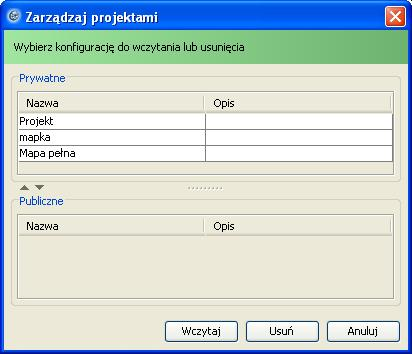 Zarządzaj projektami
Wybierz konfigurację do wczytania lub usunięcia
Prywatne
Nazwa Opis
Projekt
mapka
Mapa pełna
Publiczne
Nazwa Opis
Wczytaj Usuń Anuluj